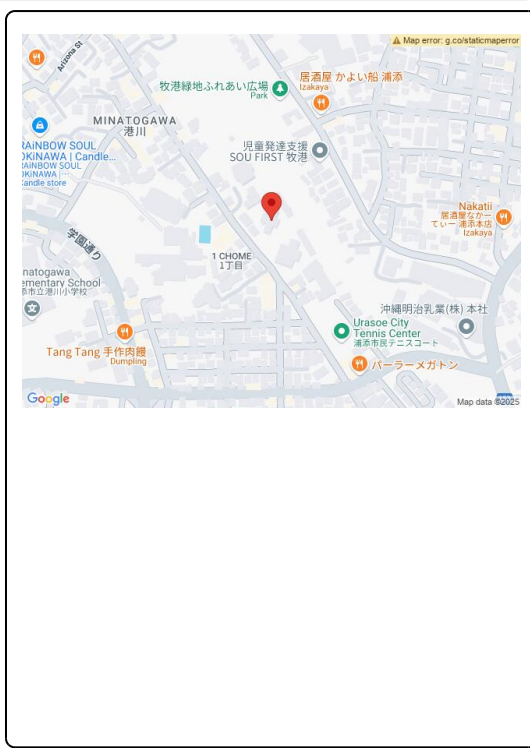 Map error: g.co/staticmaperror
Arizona St
牧港緑地ふれあい広場
Park
居酒屋 かよい船 浦添
Izakaya
MINATOGAWA
港川
RAiNBOW SOUL
OKiNAWA | Candle...
RAiNBOW SOUL
OKiNAWA | ...
Candle store
児童発達支援
SOU FIRST 牧港
Nakatii
居酒屋なかー
てぃー 浦添本店
Izakaya
学園通り
1 CHOME
1丁目
natogawa
ementary School
添市立港川小学校
沖縄明治乳業(株) 本社
Urasoe City
Tennis Center
浦添市民テニスコート
Tang Tang 手作肉饅
Dumpling
パーラーメガトン
Google
Map data ©2025